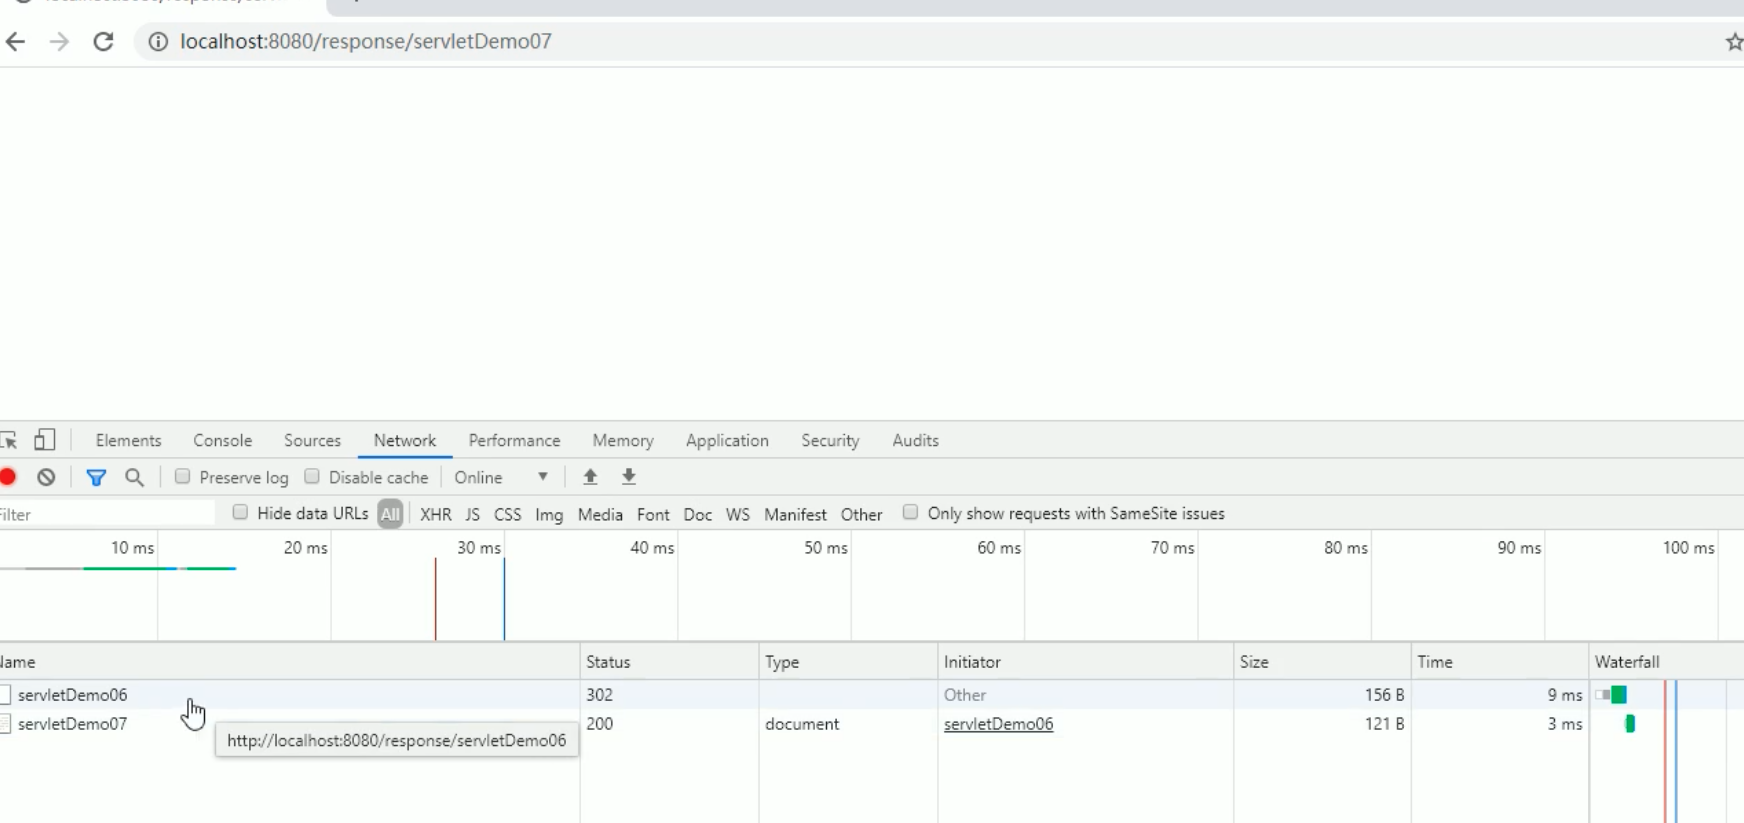 localhost:8080/response/servletDemo07
Elements Console Sources Network Performance Memory Application Security Audits
Preserve log Disable cache Online
Filter Hide data URLs All XHR JS CSS Img Media Font Doc WS Manifest Other Only show requests with SameSite issues
10 ms 20 ms 30 ms 40 ms 50 ms 60 ms 70 ms 80 ms 90 ms 100 ms
Name Status Type Initiator Size Time Waterfall
servletDemo06 302 Other 156 B 9 ms
servletDemo07 200 document servletDemo06 121 B 3 ms
http://localhost:8080/response/servletDemo06